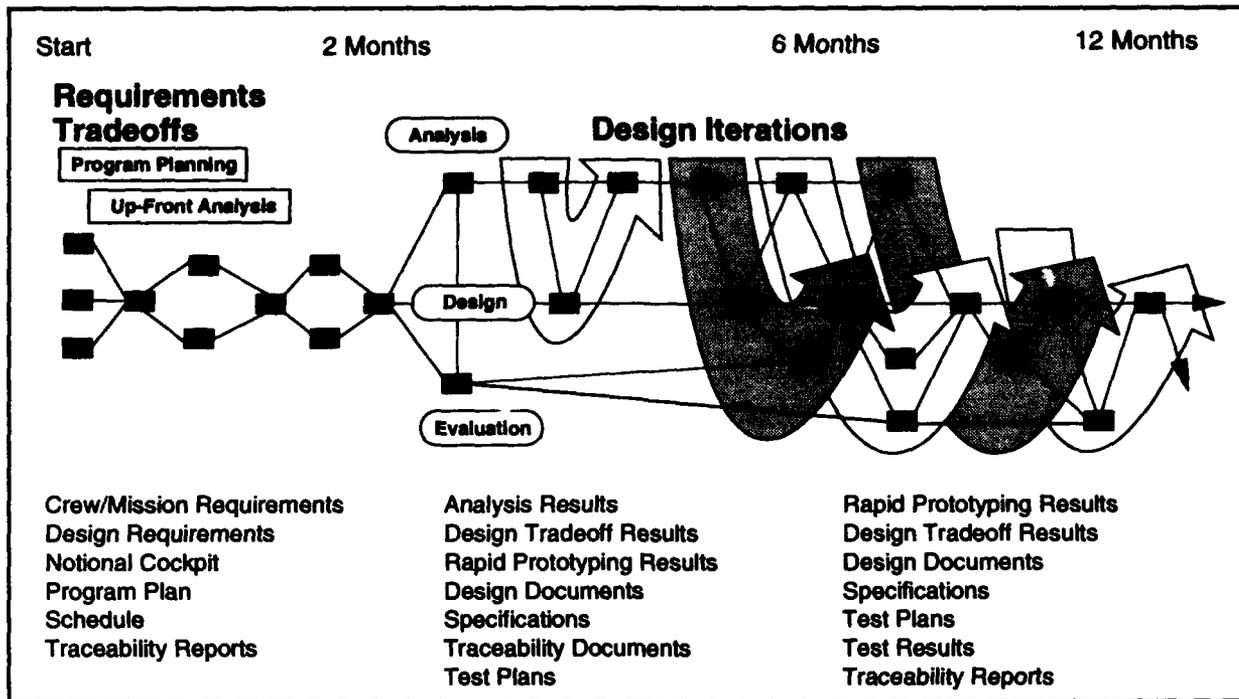 Start
2 Months
6 Months
12 Months
Requirements
Tradeoffs
Program Planning
Up-Front Analysis
Analysis
Design Iterations
Design
Evaluation
Crew/Mission Requirements
Design Requirements
Notional Cockpit
Program Plan
Schedule
Traceability Reports
Analysis Results
Design Tradeoff Results
Rapid Prototyping Results
Design Documents
Specifications
Traceability Documents
Test Plans
Rapid Prototyping Results
Design Tradeoff Results
Design Documents
Specifications
Test Plans
Test Results
Traceability Reports